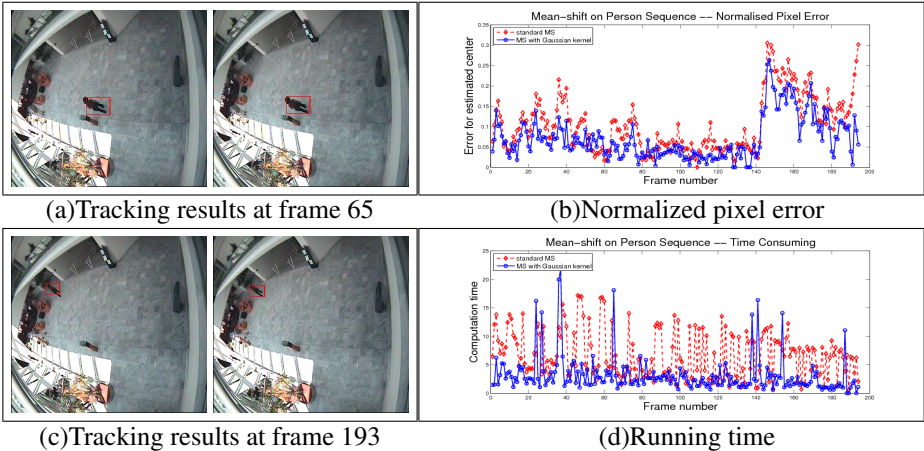 Mean-shift on Person Sequence -- Normalised Pixel Error
standard MS
MS with Gaussian kernel
Error for estimated center
0.35
0.3
0.25
0.2
0.15
0.1
0.05
0
0 20 40 60 80 100 120 140 160 180 200
Frame number
(a)Tracking results at frame 65
(b)Normalized pixel error
Mean-shift on Person Sequence -- Time Consuming
standard MS
MS with Gaussian kernel
Computation time
25
20
15
10
5
0
0 20 40 60 80 100 120 140 160 180 200
Frame number
(c)Tracking results at frame 193
(d)Running time